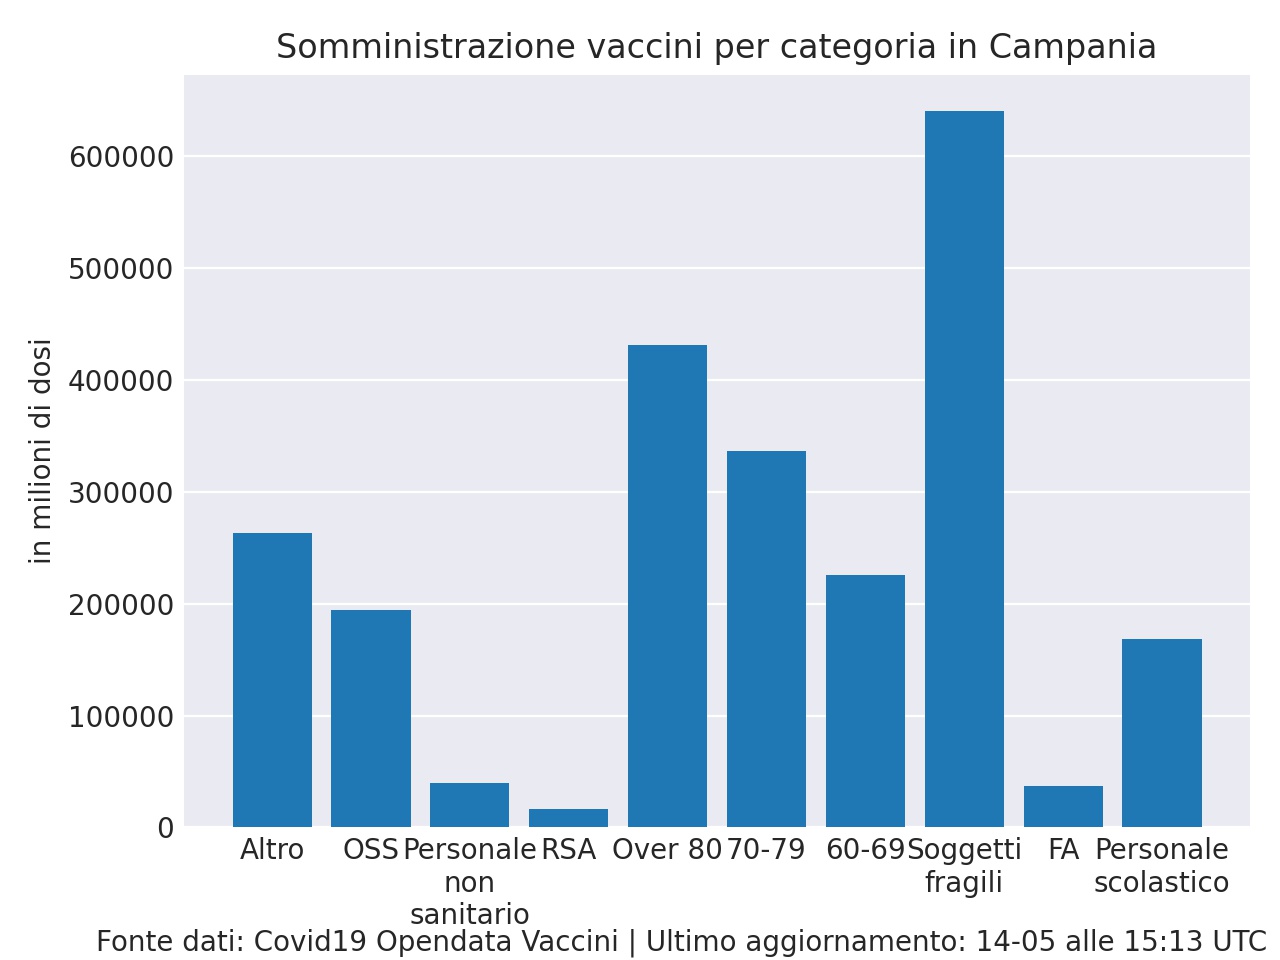 Somministrazione vaccini per categoria in Campania
in milioni di dosi
600000
500000
400000
300000
200000
100000
0
Altro
OSS
Personale
non
sanitario
RSA
Over 80
70-79
60-69
Soggetti
fragili
FA
Personale
scolastico
Fonte dati: Covid19 Opendata Vaccini | Ultimo aggiornamento: 14-05 alle 15:13 UTC